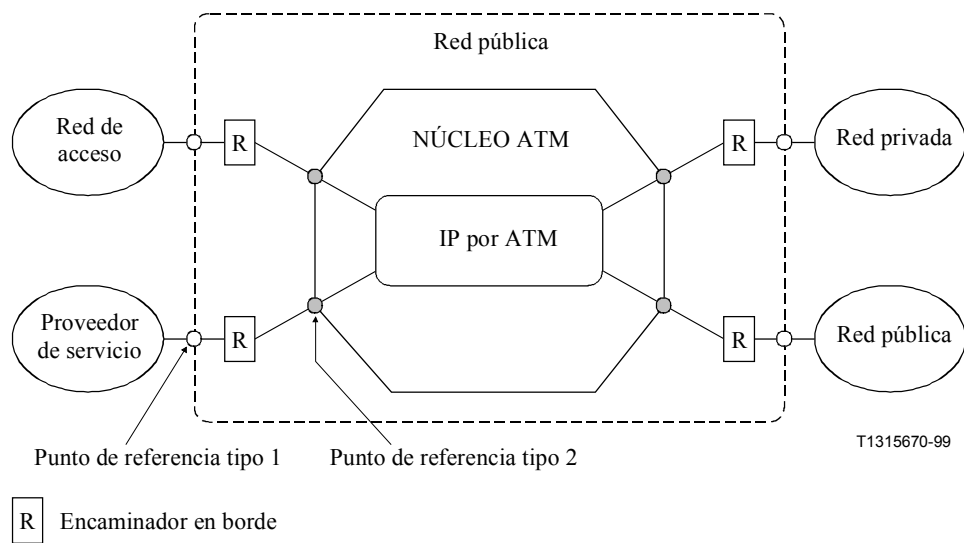 Red pública
Red de
acceso
R
NÚCLEO ATM
R
Red privada
IP por ATM
Proveedor
de servicio
R
R
Red pública
T1315670-99
Punto de referencia tipo 1
Punto de referencia tipo 2
R
Encaminador en borde